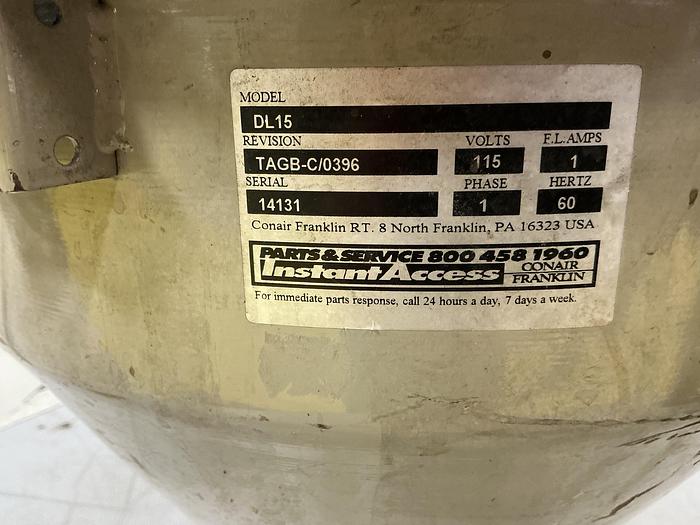 MODEL
DL15
REVISION VOLTS F.L.AMPS
TAGB-C/0396 115 1
SERIAL PHASE HERTZ
14131 1 60
Conair Franklin RT. 8 North Franklin, PA 16323 USA
PARTS & SERVICE 800 458 1960
Instant Access CONAIR
FRANKLIN
For immediate parts response, call 24 hours a day, 7 days a week.